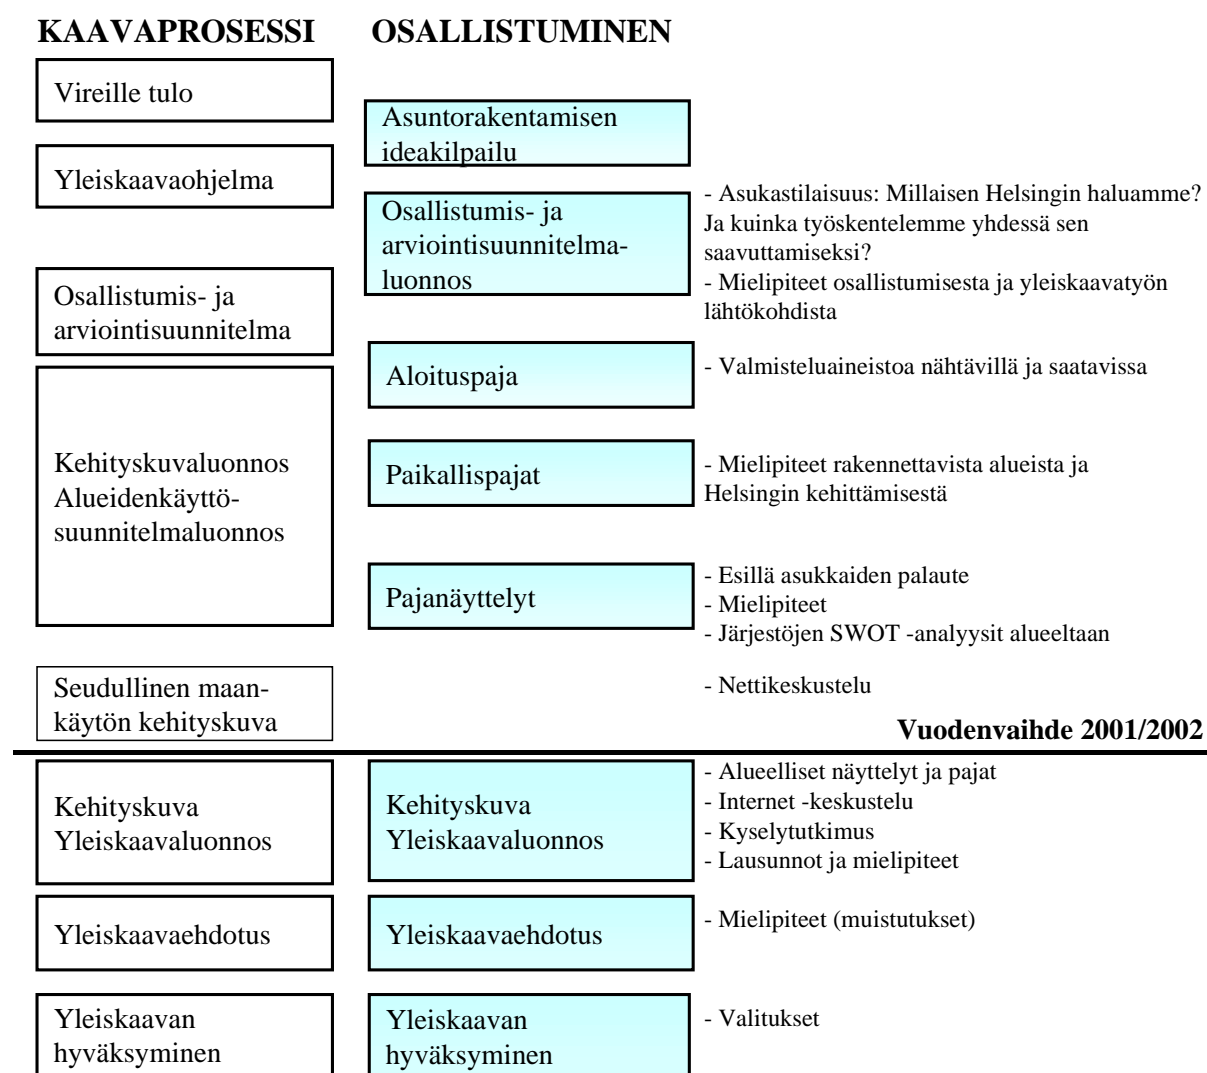 KAAVAPROSESSI OSALLISTUMINEN
Vireille tulo
Asuntorakentamisen
ideakilpailu
Yleiskaavaohjelma
Osallistumis- ja
arviointisuunnitelma-
luonnos
- Asukastilaisuus: Millaisen Helsingin haluamme?
Ja kuinka työskentelemme yhdessä sen
saavuttamiseksi?
- Mielipiteet osallistumisesta ja yleiskaavatyön
lähtökohdista
Osallistumis- ja
arviointisuunnitelma
Aloituspaja
- Valmisteluaineistoa nähtävillä ja saatavissa
Kehityskuvaluonnos
Alueidenkäyttö-
suunnitelmaluonnos
Paikallispajat
- Mielipiteet rakennettavista alueista ja
Helsingin kehittämisestä
Pajanäyttelyt
- Esillä asukkaiden palaute
- Mielipiteet
- Järjestöjen SWOT -analyysit alueeltaan
Seudullinen maan-
käytön kehityskuva
- Nettikeskustelu
Vuodenvaihde 2001/2002
Kehityskuva
Yleiskaavaluonnos
Kehityskuva
Yleiskaavaluonnos
- Alueelliset näyttelyt ja pajat
- Internet -keskustelu
- Kyselytutkimus
- Lausunnot ja mielipiteet
Yleiskaavaehdotus
Yleiskaavaehdotus
- Mielipiteet (muistutukset)
Yleiskaavan
hyväksyminen
Yleiskaavan
hyväksyminen
- Valitukset